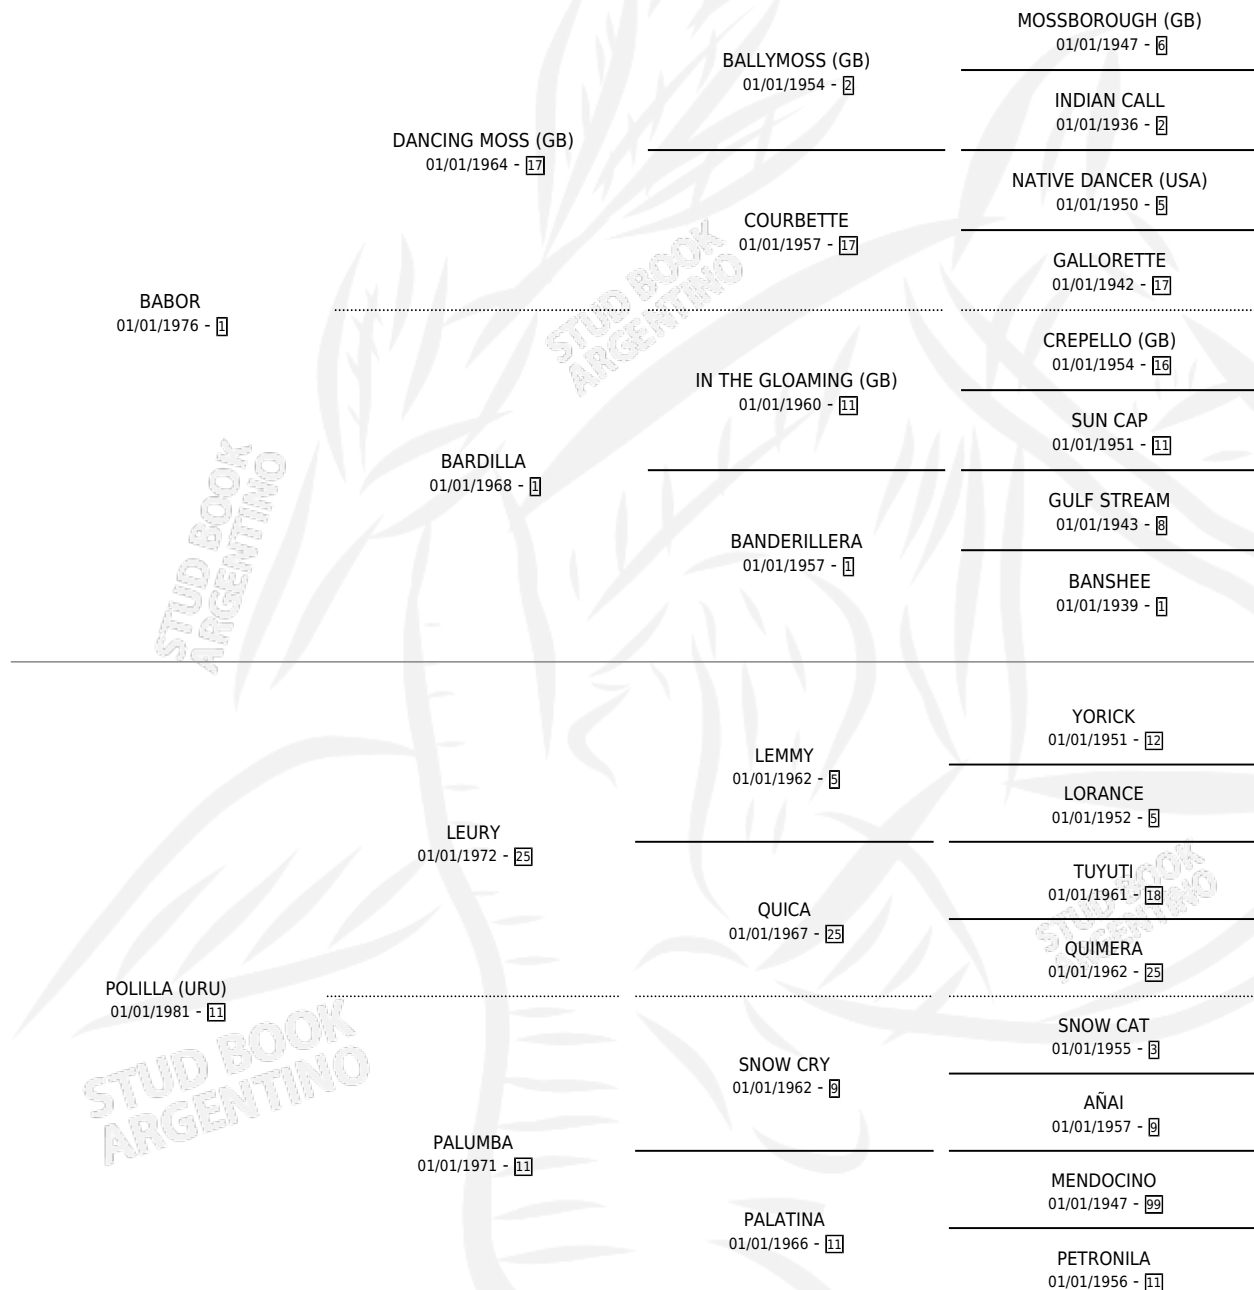 MOSSBOROUGH (GB)
01/01/1947 - 6
BALLYMOSS (GB)
01/01/1954 - 2
INDIAN CALL
01/01/1936 - 2
DANCING MOSS (GB)
01/01/1964 - 17
NATIVE DANCER (USA)
01/01/1950 - 5
COURBETTE
01/01/1957 - 17
GALLORETTE
01/01/1942 - 17
BABOR
01/01/1976 - 1
CREPELLO (GB)
01/01/1954 - 16
IN THE GLOAMING (GB)
01/01/1960 - 11
SUN CAP
01/01/1951 - 11
BARDILLA
01/01/1968 - 1
GULF STREAM
01/01/1943 - 8
BANDERILLERA
01/01/1957 - 1
BANSHEE
01/01/1939 - 1
YORICK
01/01/1951 - 12
LEMMY
01/01/1962 - 5
LORANCE
01/01/1952 - 5
LEURY
01/01/1972 - 25
TUYUTI
01/01/1961 - 18
QUICA
01/01/1967 - 25
QUIMERA
01/01/1962 - 25
POLILLA (URU)
01/01/1981 - 11
SNOW CAT
01/01/1955 - 3
SNOW CRY
01/01/1962 - 9
AÑAI
01/01/1957 - 9
PALUMBA
01/01/1971 - 11
MENDOCINO
01/01/1947 - 99
PALATINA
01/01/1966 - 11
PETRONILA
01/01/1956 - 11
STUD BOOK
ARGENTINO
STUD BOOK
ARGENTINO
STUD BOOK
ARGENTINO
STUD BOOK
ARGENTINO